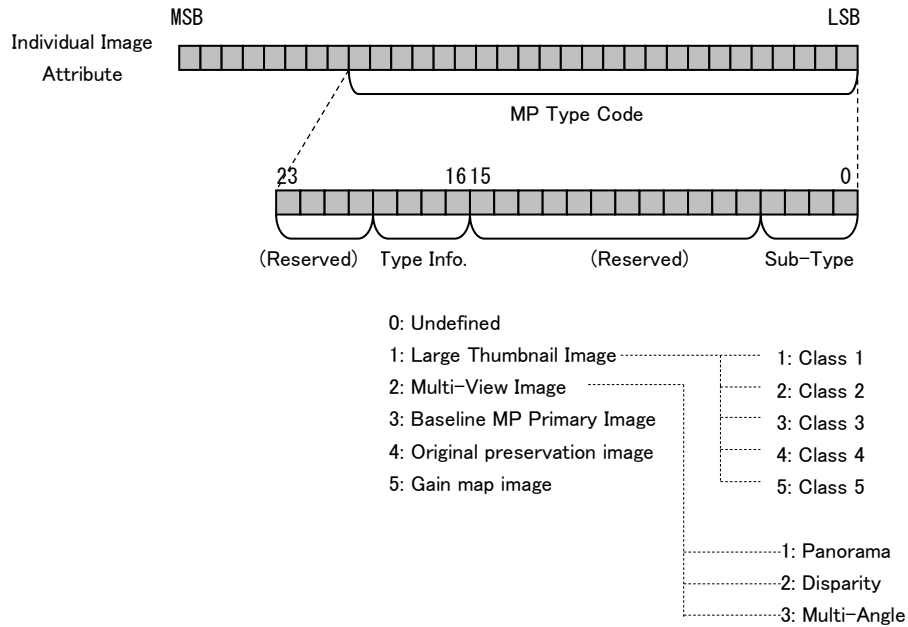 MSB LSB
Individual Image
Attribute
MP Type Code
23 16 15 0
(Reserved) Type Info. (Reserved) Sub-Type
0: Undefined
1: Large Thumbnail Image 1: Class 1
2: Multi-View Image 2: Class 2
3: Baseline MP Primary Image 3: Class 3
4: Original preservation image 4: Class 4
5: Gain map image 5: Class 5
1: Panorama
2: Disparity
3: Multi-Angle